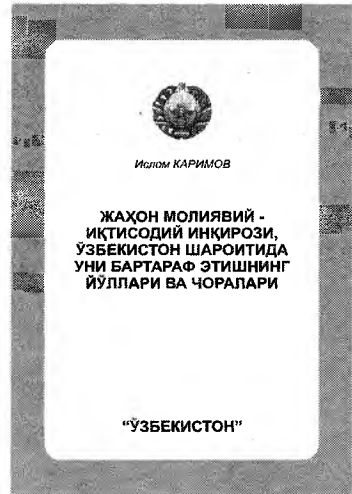 Ислом КАРИМОВ
ЖАҲОН МОЛИЯВИЙ -
ИҚТИСОДИЙ ИНҚИРОЗИ,
ЎЗБЕКИСТОН ШАРОИТИДА
УНИ БАРТАРАФ ЭТИШНИНГ
ЙЎЛЛАРИ ВА ЧОРАЛАРИ
“ЎЗБЕКИСТОН”